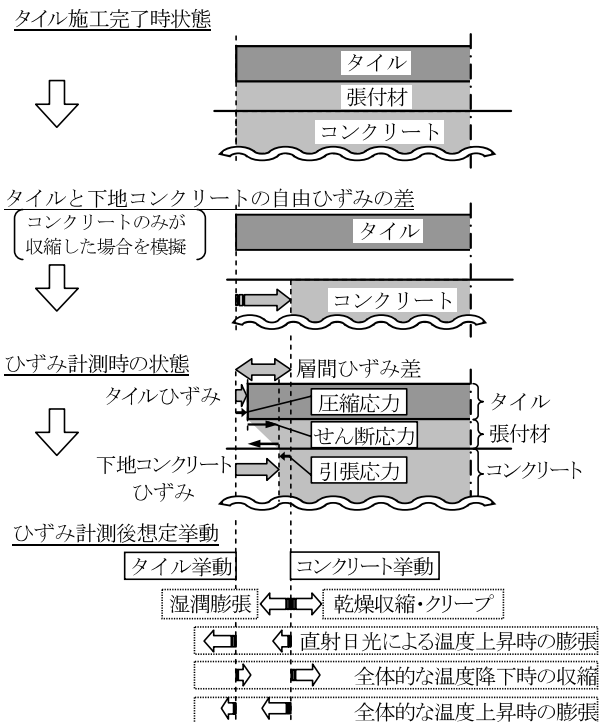 タイル施工完了時状態
タイル
張付材
コンクリート
タイルと下地コンクリートの自由ひずみの差
コンクリートのみが
収縮した場合を模擬
タイル
コンクリート
ひずみ計測時の状態
層間ひずみ差
タイルひずみ
圧縮応力
タイル
せん断応力
張付材
下地コンクリート
ひずみ
引張応力
コンクリート
ひずみ計測後想定挙動
タイル挙動
コンクリート挙動
湿潤膨張
乾燥収縮・クリープ
直射日光による温度上昇時の膨張
全体的な温度降下時の収縮
全体的な温度上昇時の膨張